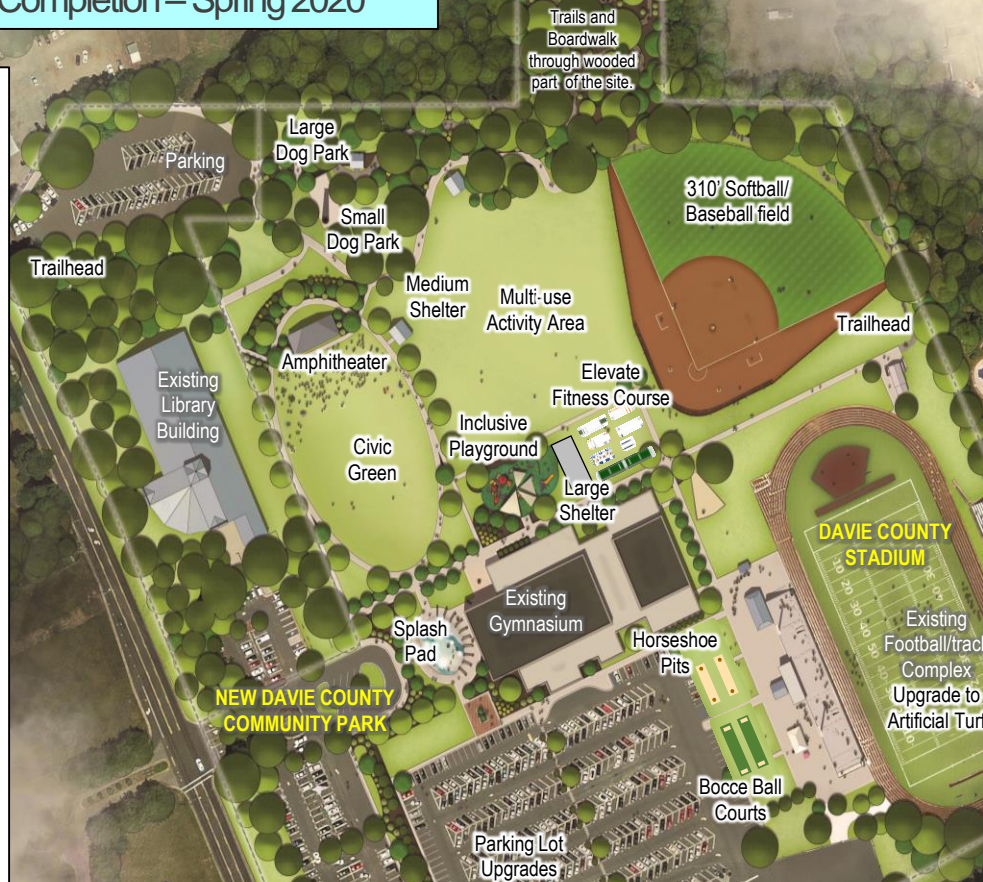 Completion – Spring 2020
Trails and
Boardwalk
through wooded
part of the site.
Large
Dog Park
Parking
310' Softball/
Baseball field
Small
Dog Park
Trailhead
Medium
Shelter
Multi-use
Activity Area
Trailhead
Amphitheater
Elevate
Fitness Course
Existing
Library
Building
Inclusive
Playground
Civic
Green
Large
Shelter
DAVIE COUNTY
STADIUM
Existing
Gymnasium
Existing
Football/track
Complex
Upgrade to
Artificial Turf
Splash
Pad
Horseshoe
Pits
NEW DAVIE COUNTY
COMMUNITY PARK
Bocce Ball
Courts
Parking Lot
Upgrades